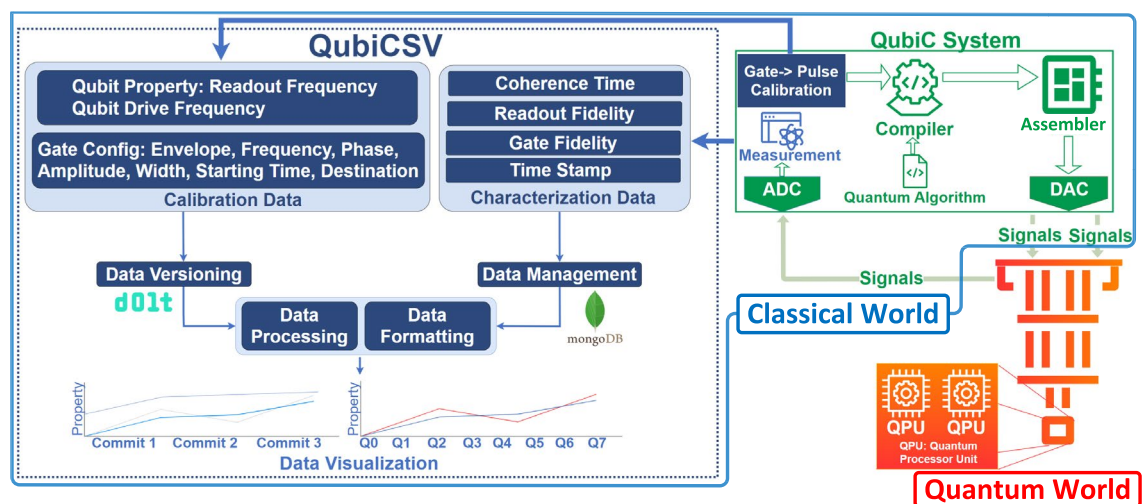 QubiCSV
Qubit Property: Readout Frequency
Qubit Drive Frequency
Gate Config: Envelope, Frequency, Phase,
Amplitude, Width, Starting Time, Destination
Calibration Data
Coherence Time
Readout Fidelity
Gate Fidelity
Time Stamp
Characterization Data
Data Versioning
dolt
Data Management
mongoDB
Data
Processing
Data
Formatting
Property
Commit 1
Commit 2
Commit 3
Property
Q0
Q1
Q2
Q3
Q4
Q5
Q6
Q7
Data Visualization
QubiC System
Gate-> Pulse
Calibration
Measurement
ADC
Compiler
Quantum Algorithm
Assembler
DAC
Signals
Signals
Signals
Classical World
QPU
QPU
QPU: Quantum
Processor Unit
Quantum World